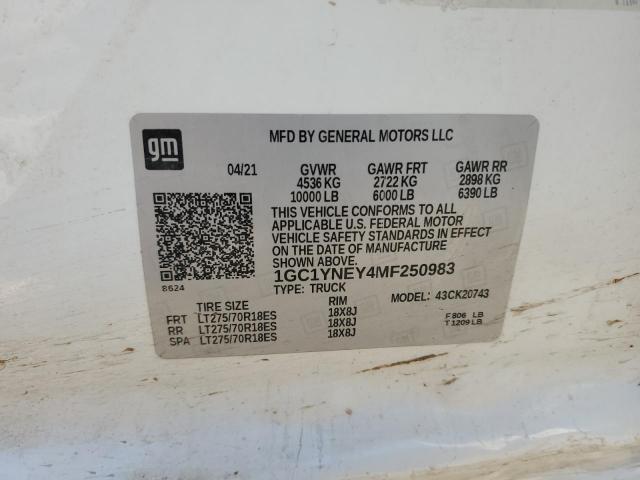 gm
MFD BY GENERAL MOTORS LLC
04/21 GVWR GAWR FRT GAWR RR
4536 KG 2722 KG 2898 KG
10000 LB 6000 LB 6390 LB
THIS VEHICLE CONFORMS TO ALL
APPLICABLE U.S. FEDERAL MOTOR
VEHICLE SAFETY STANDARDS IN EFFECT
ON THE DATE OF MANUFACTURE
SHOWN ABOVE.
8624
1GC1YNEY4MF250983
TYPE: TRUCK MODEL: 43CK20743
TIRE SIZE RIM
FRT LT275/70R18ES 18X8J F 806 LB
RR LT275/70R18ES 18X8J T 1209 LB
SPA LT275/70R18ES 18X8J